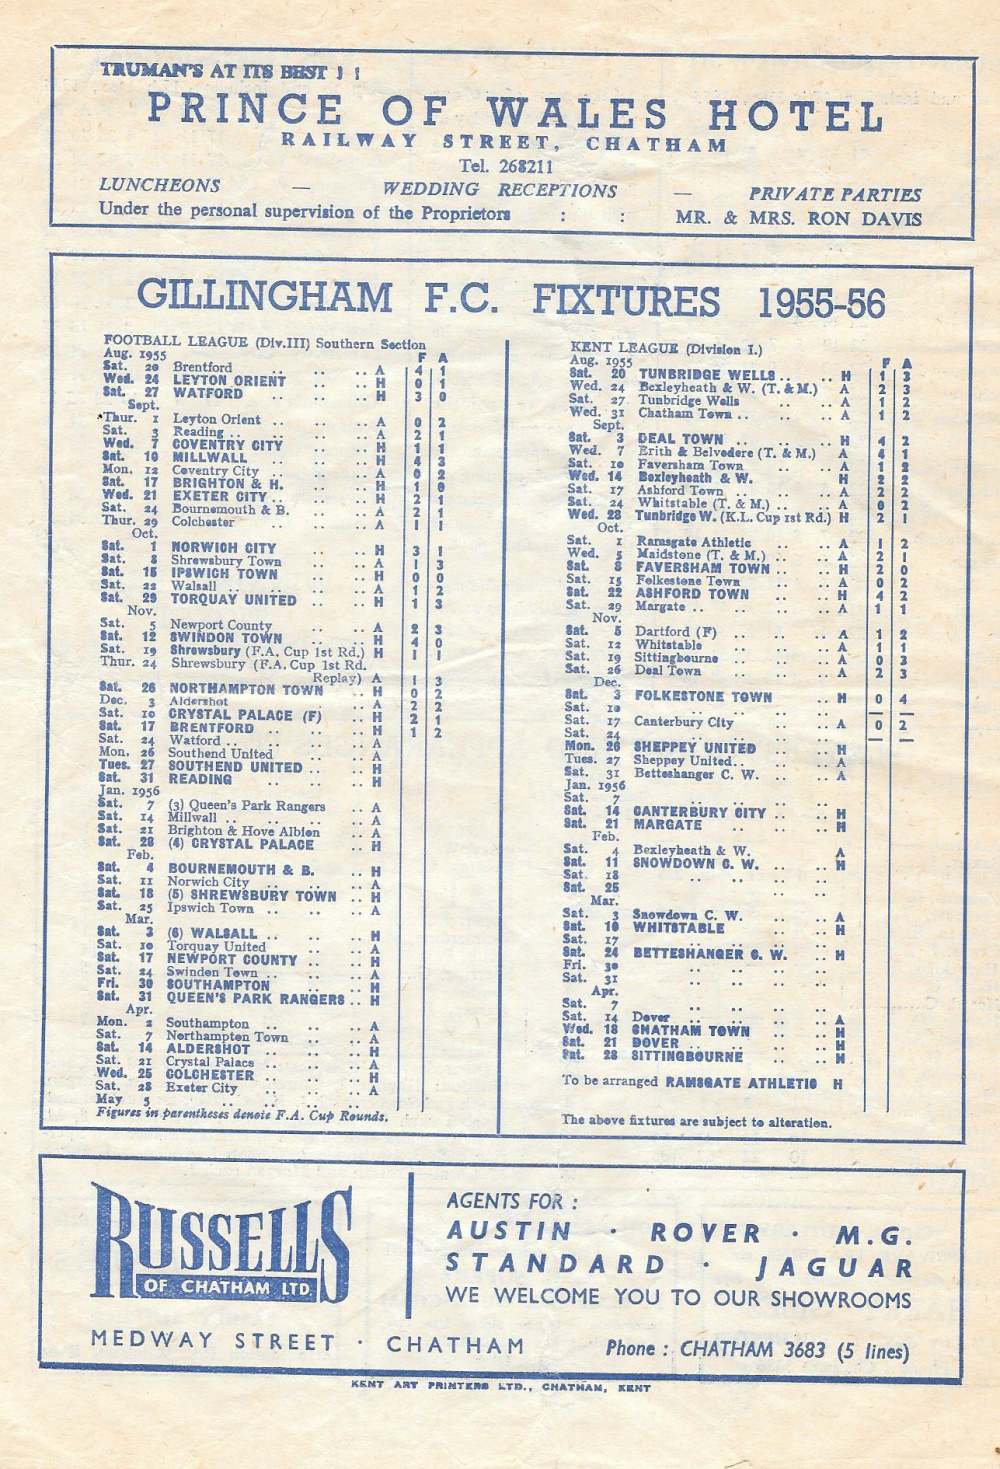 TRUMAN'S AT ITS BEST ! !
PRINCE OF WALES HOTEL
RAILWAY STREET, CHATHAM
Tel. 268211
LUNCHEONS — WEDDING RECEPTIONS — PRIVATE PARTIES
Under the personal supervision of the Proprietors : : MR. & MRS. RON DAVIS
GILLINGHAM F.C. FIXTURES 1955-56
FOOTBALL LEAGUE (Div.III) Southern Section
Aug. 1955 F A
Sat. 20 Brentford .. .. A 4 1
Wed. 24 LEYTON ORIENT .. .. H 0 1
Sat. 27 WATFORD .. .. H 3 0
Sept.
Thur. 1 Leyton Orient .. .. A 0 2
Sat. 3 Reading .. .. .. A 2 1
Wed. 7 COVENTRY CITY .. .. H 1 1
Sat. 10 MILLWALL .. .. H 4 3
Mon. 12 Coventry City .. .. A 0 2
Sat. 17 BRIGHTON & H. .. .. H 1 0
Wed. 21 EXETER CITY .. .. .. H 2 1
Sat. 24 Bournemouth & B. .. .. A 2 1
Thur. 29 Colchester .. .. A 1 1
Oct.
Sat. 1 NORWICH CITY .. .. H 3 1
Sat. 8 Shrewsbury Town .. .. A 1 3
Sat. 15 IPSWICH TOWN .. .. H 0 0
Sat. 22 Walsall .. .. .. .. A 1 2
Sat. 29 TORQUAY UNITED .. .. H 1 3
Nov.
Sat. 5 Newport County .. .. A 2 3
Sat. 12 SWINDON TOWN .. .. H 4 0
Sat. 19 Shrewsbury (F.A. Cup 1st Rd.) H 1 1
Thur. 24 Shrewsbury (F.A. Cup 1st Rd.
Replay) A 1 3
Sat. 26 NORTHAMPTON TOWN .. H 0 2
Dec. 3 Aldershot .. .. A 2 2
Sat. 10 CRYSTAL PALACE (F) .. H 2 1
Sat. 17 BRENTFORD .. .. .. H 1 2
Sat. 24 Watford .. .. .. .. A
Mon. 26 Southend United .. .. A
Tues. 27 SOUTHEND UNITED .. .. H
Sat. 31 READING .. .. .. H
Jan. 1956
Sat. 7 (3) Queen's Park Rangers .. A
Sat. 14 Millwall .. .. .. .. A
Sat. 21 Brighton & Hove Albion .. A
Sat. 28 (4) CRYSTAL PALACE .. H
Feb.
Sat. 4 BOURNEMOUTH & B. .. H
Sat. 11 Norwich City .. .. .. A
Sat. 18 (5) SHREWSBURY TOWN .. H
Sat. 25 Ipswich Town .. .. .. A
Mar.
Sat. 3 (6) WALSALL .. .. .. H
Sat. 10 Torquay United .. .. A
Sat. 17 NEWPORT COUNTY .. .. H
Sat. 24 Swindon Town .. .. .. A
Fri. 30 SOUTHAMPTON .. .. H
Sat. 31 QUEEN'S PARK RANGERS .. H
Apr.
Mon. 2 Southampton .. .. .. A
Sat. 7 Northampton Town .. .. A
Sat. 14 ALDERSHOT .. .. .. H
Sat. 21 Crystal Palace .. .. .. A
Wed. 25 COLCHESTER .. .. .. H
Sat. 28 Exeter City .. .. .. A
May 5 .. .. ..
Figures in parentheses denote F.A. Cup Rounds.
KENT LEAGUE (Division I.)
Aug. 1955 F A
Sat. 20 TUNBRIDGE WELLS .. .. H 1 3
Wed. 24 Bexleyheath & W. (T. & M.) A 2 3
Sat. 27 Tunbridge Wells .. .. A 1 2
Wed. 31 Chatham Town .. .. .. A 1 2
Sept.
Sat. 3 DEAL TOWN .. .. .. H 4 2
Wed. 7 Erith & Belvedere (T. & M.) A 4 1
Sat. 10 Faversham Town .. .. A 1 2
Wed. 14 Bexleyheath & W. H 2 2
Sat. 17 Ashford Town .. .. .. A 2 2
Sat. 24 Whitstable (T. & M.) .. .. A 0 2
Wed. 28 Tunbridge W. (K.L. Cup 1st Rd.) H 2 1
Oct.
Sat. 1 Ramsgate Athletic .. .. A 1 2
Wed. 5 Maidstone (T. & M.) .. .. A 2 1
Sat. 8 FAVERSHAM TOWN .. .. H 2 0
Sat. 15 Folkestone Town .. .. A 0 2
Sat. 22 ASHFORD TOWN .. .. H 4 2
Sat. 29 Margate .. .. .. .. A 1 1
Nov.
Sat. 5 Dartford (F) .. .. .. A 1 2
Sat. 12 Whitstable .. .. .. A 1 1
Sat. 19 Sittingbourne .. .. .. A 0 3
Sat. 26 Deal Town .. .. .. A 2 3
Dec.
Sat. 3 FOLKESTONE TOWN .. H 0 4
Sat. 10 .. .. .. — —
Sat. 17 Canterbury City .. .. A 0 2
Sat. 24 .. .. .. — —
Mon. 26 SHEPPEY UNITED .. .. H
Tues. 27 Sheppey United .. .. .. A
Sat. 31 Betteshanger C. W. .. .. A
Jan. 1956
Sat. 7 .. .. ..
Sat. 14 CANTERBURY CITY .. .. H
Sat. 21 MARGATE .. .. .. H
Feb.
Sat. 4 Bexleyheath & W. A
Sat. 11 SNOWDOWN C. W. .. .. H
Sat. 18 .. .. ..
Sat. 25 .. .. ..
Mar.
Sat. 3 Snowdown C. W. .. .. A
Sat. 10 WHITSTABLE .. .. H
Sat. 17 .. .. ..
Sat. 24 BETTESHANGER C. W. .. H
Fri. 30 .. .. ..
Sat. 31 .. .. ..
Apr.
Sat. 7 .. .. ..
Sat. 14 Dover .. .. .. A
Wed. 18 CHATHAM TOWN .. .. H
Sat. 21 DOVER .. .. .. H
Sat. 28 SITTINGBOURNE .. .. H
To be arranged RAMSGATE ATHLETIC H
The above fixtures are subject to alteration.
RUSSELLS
OF CHATHAM LTD.
MEDWAY STREET · CHATHAM
AGENTS FOR :
AUSTIN · ROVER · M.G.
STANDARD · JAGUAR
WE WELCOME YOU TO OUR SHOWROOMS
Phone : CHATHAM 3683 (5 lines)
KENT ART PRINTERS LTD., CHATHAM, KENT